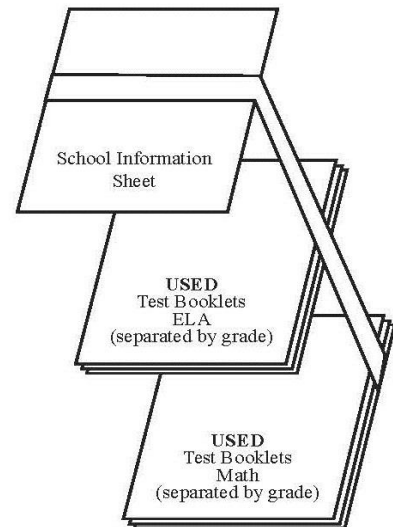 School Information
Sheet
USED
Test Booklets
ELA
(separated by grade)
USED
Test Booklets
Math
(separated by grade)